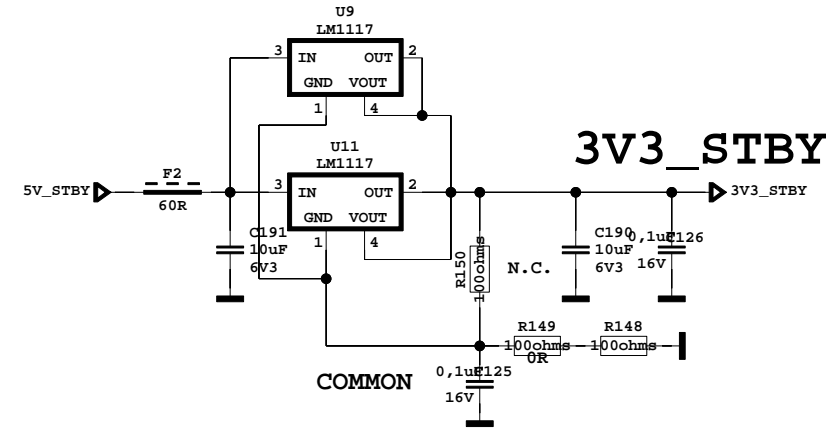 U9
LM1117
3 IN OUT 2
GND VOUT
1 4
U11
LM1117
3V3_STBY
F2
5V_STBY
60R
3 IN OUT 2
3V3_STBY
GND VOUT
1 4
C191
10uF
6V3
R150
100ohms
N.C.
C190
10uF
6V3
0,1uF
C126
16V
R149
100ohms
0R
R148
100ohms
COMMON
0,1uF
C125
16V